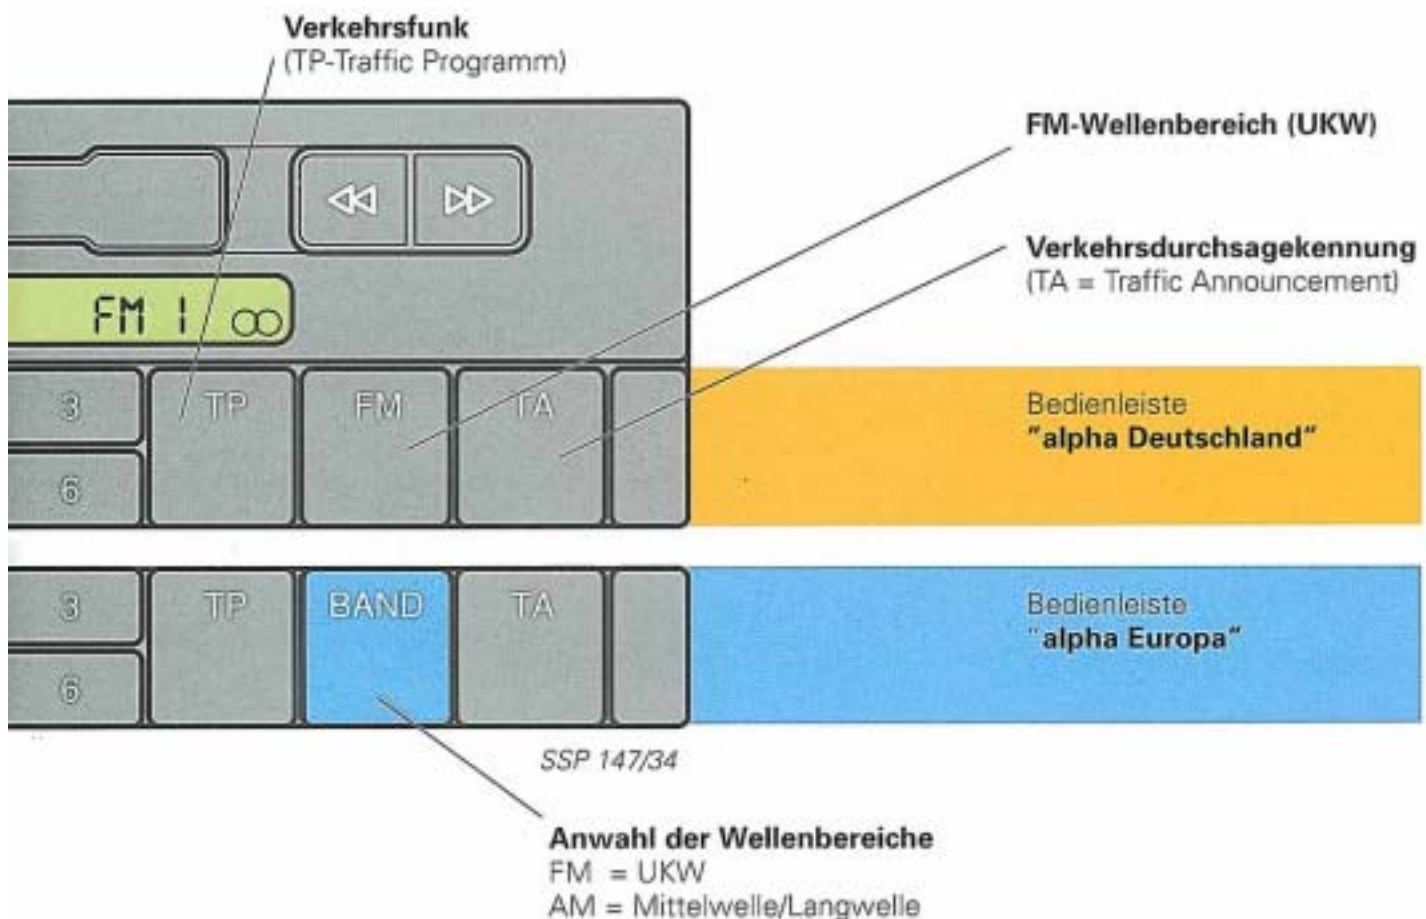 Verkehrsfunk
(TP-Traffic Programm)
FM-Wellenbereich (UKW)
Verkehrsdurchsagekennung
(TA = Traffic Announcement)
FM 1
3
TP
FM
TA
6
Bedienleiste
"alpha Deutschland"
3
TP
BAND
TA
6
Bedienleiste
"alpha Europa"
SSP 147/34
Anwahl der Wellenbereiche
FM = UKW
AM = Mittelwelle/Langwelle